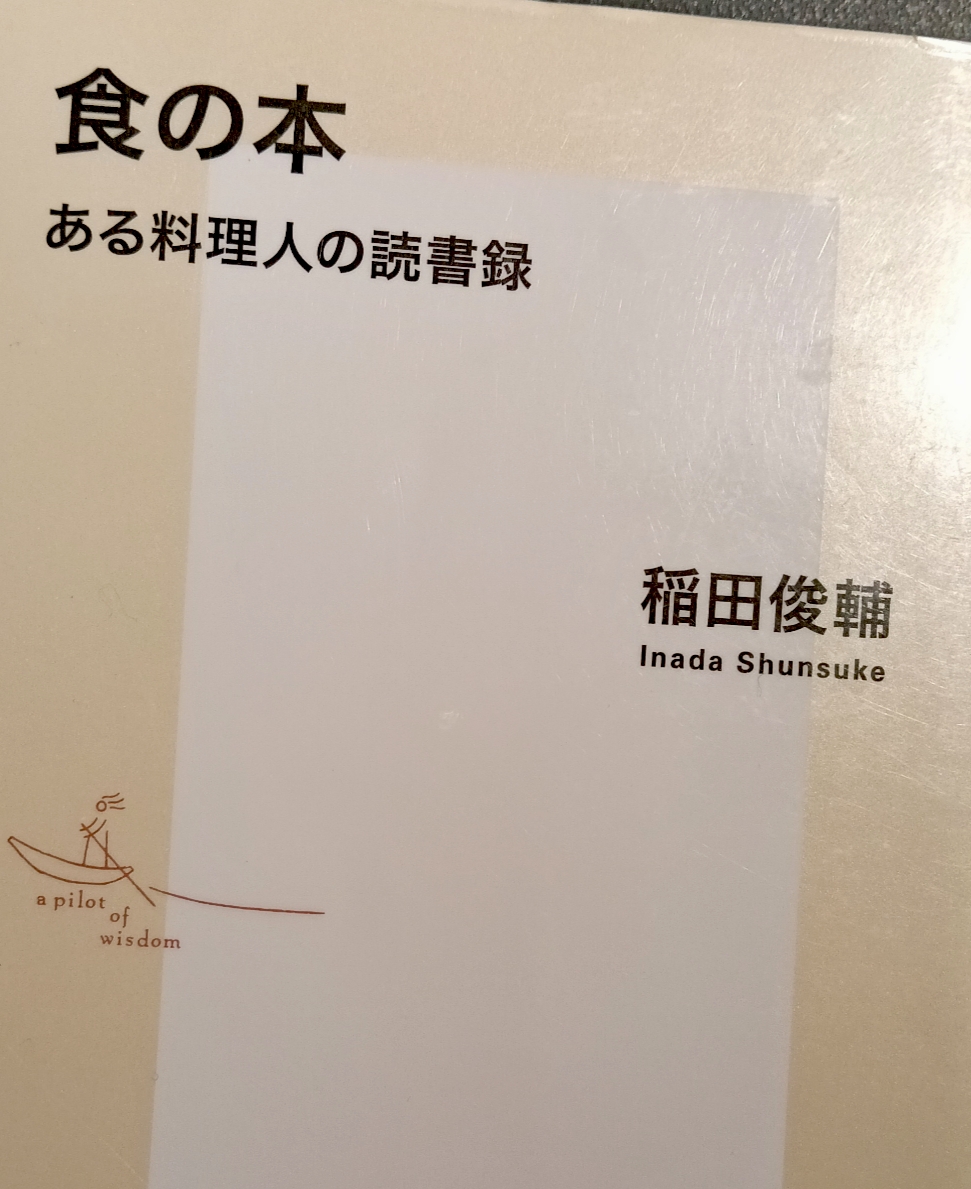 食の本
ある料理人の読書録
稲田俊輔
Inada Shunsuke
a pilot
of
wisdom